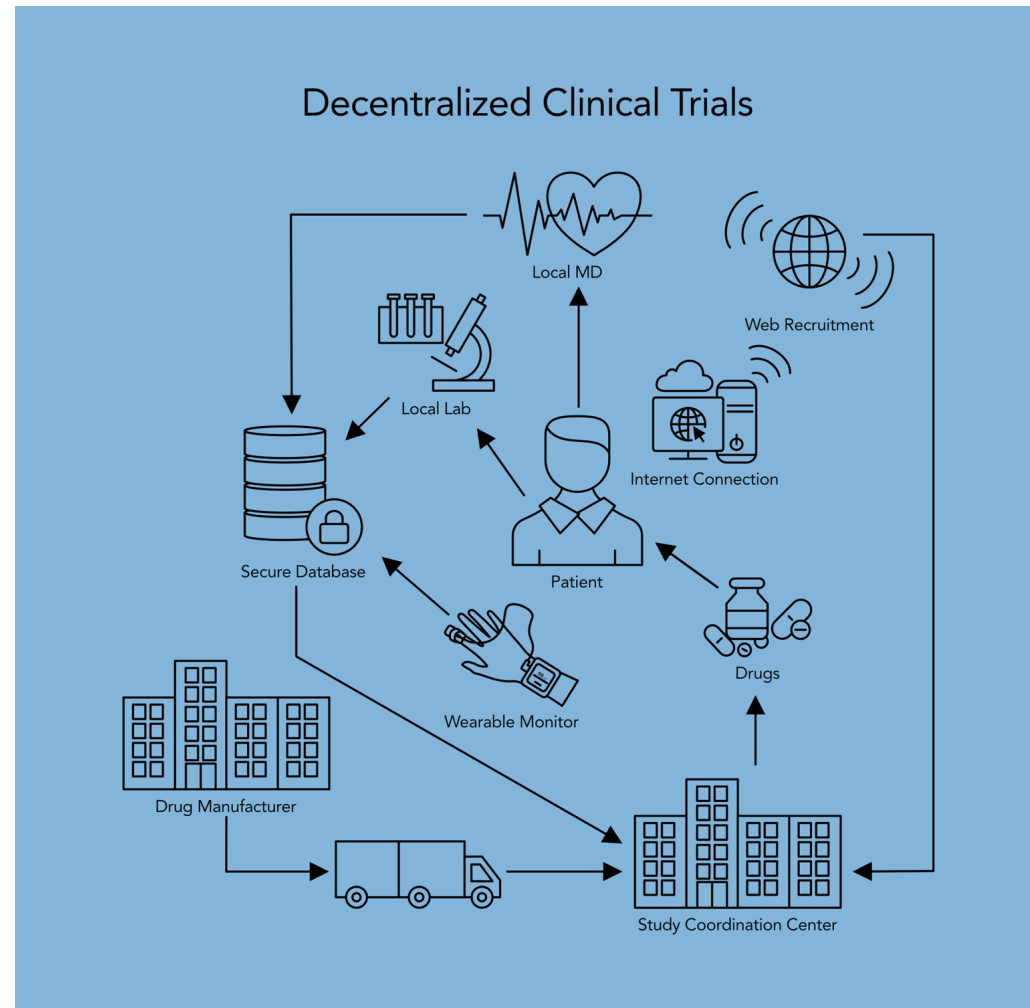 Decentralized Clinical Trials
Local MD
Web Recruitment
Local Lab
Internet Connection
Secure Database
Patient
Drugs
Wearable Monitor
Drug Manufacturer
Study Coordination Center